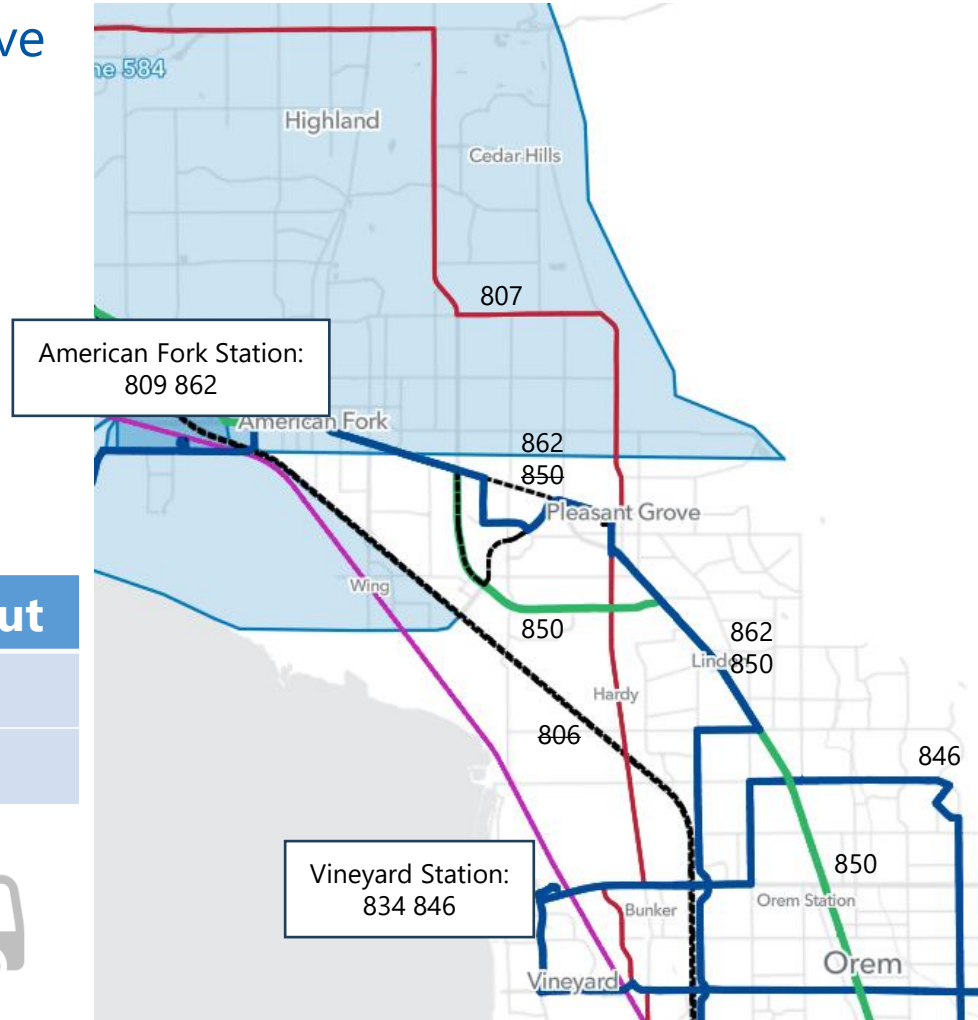 ve
ne 584
Highland
Cedar Hills
807
American Fork Station:
809 862
American Fork
862
850
Pleasant Grove
Wing
850
862
Lindon
850
Hardy
806
846
Vineyard Station:
834 846
850
Orem Station
Bunker
Orem
Vineyard
ut